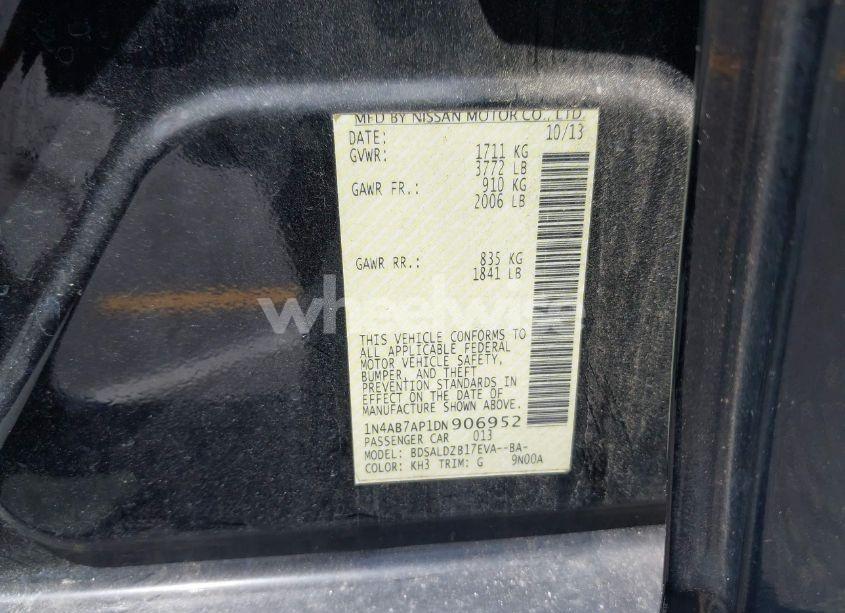 MFD BY NISSAN MOTOR CO., LTD.
DATE: 10/13
GVWR: 1711 KG
3772 LB
GAWR FR.: 910 KG
2006 LB
GAWR RR.: 835 KG
1841 LB
wheelwise
THIS VEHICLE CONFORMS TO
ALL APPLICABLE FEDERAL
MOTOR VEHICLE SAFETY,
BUMPER, AND THEFT
PREVENTION STANDARDS IN
EFFECT ON THE DATE OF
MANUFACTURE SHOWN ABOVE.
1N4AB7AP1DN906952
PASSENGER CAR 013
MODEL: BDSALDZB17EVA--BA-
COLOR: KH3 TRIM: G 9N00A